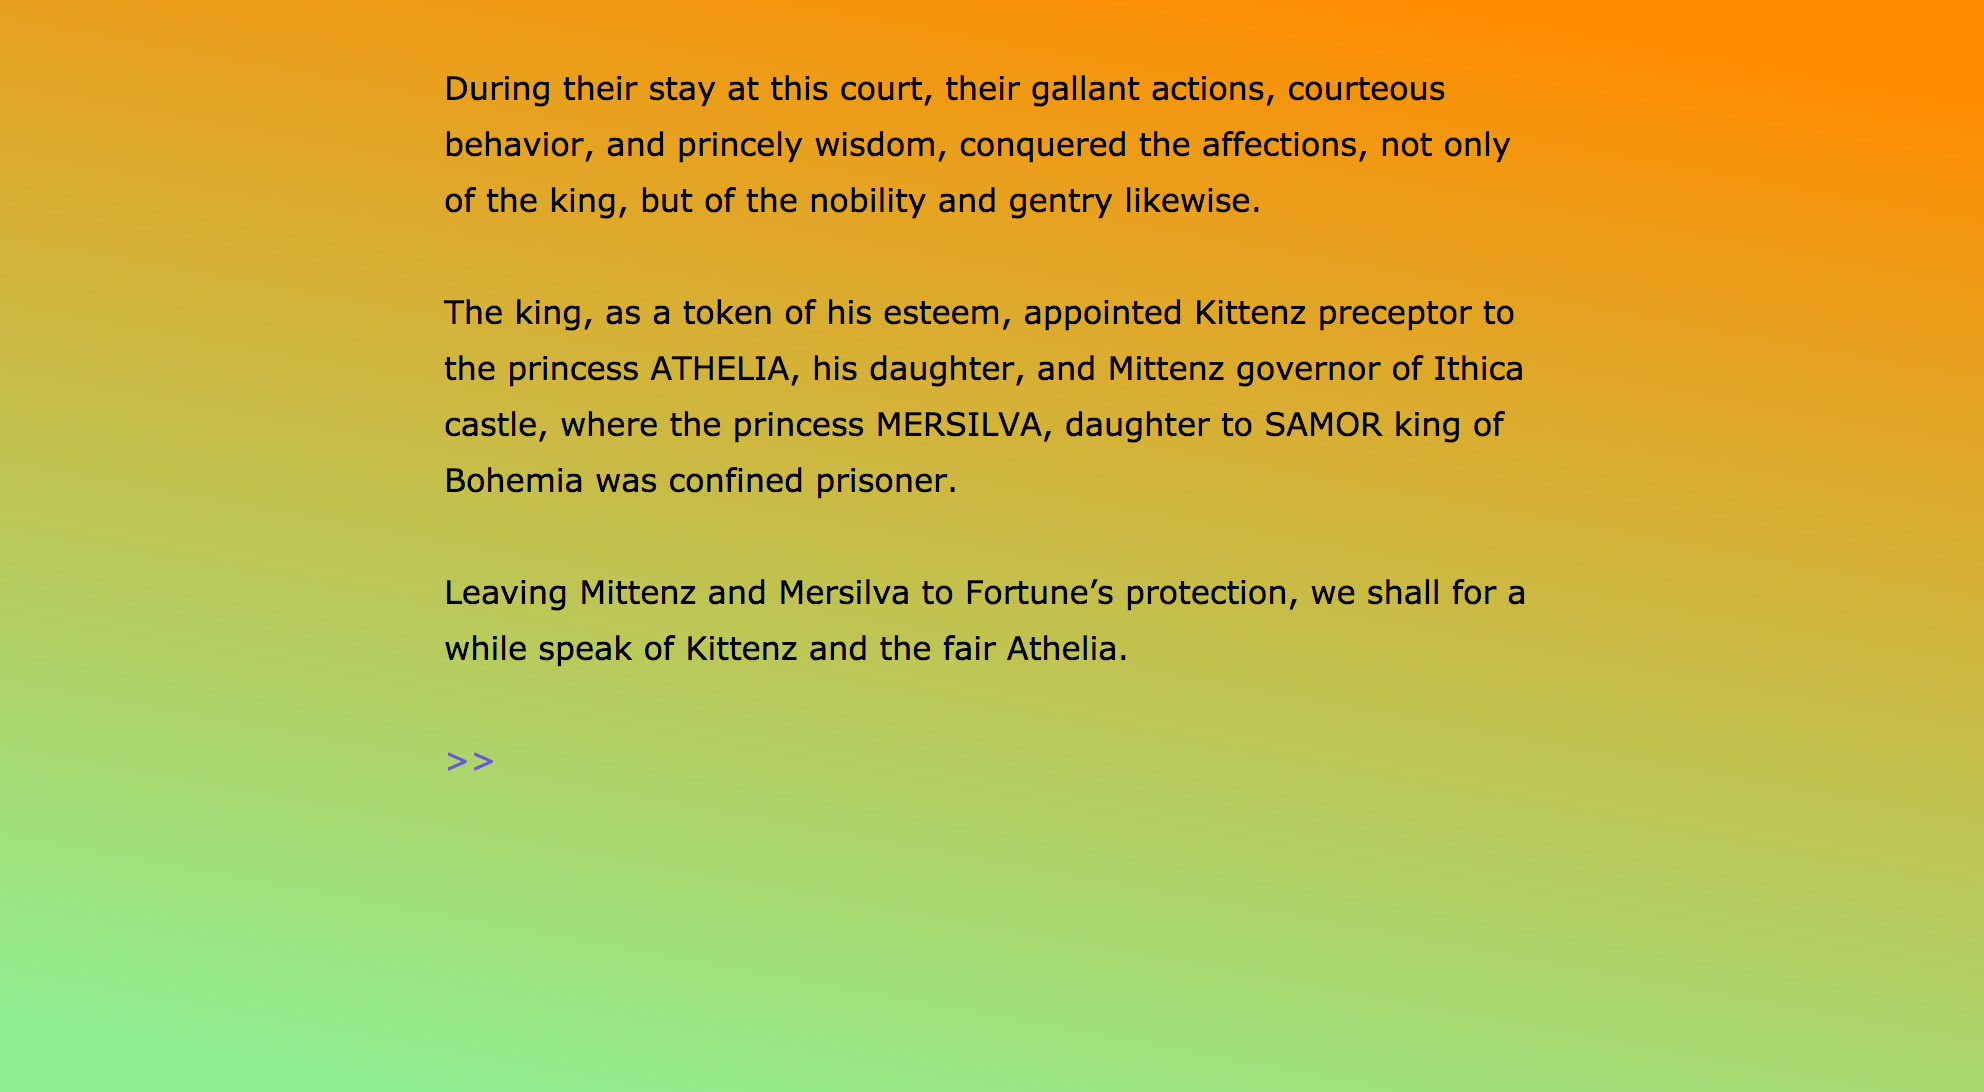 During their stay at this court, their gallant actions, courteous
behavior, and princely wisdom, conquered the affections, not only
of the king, but of the nobility and gentry likewise.
The king, as a token of his esteem, appointed Kittenz preceptor to
the princess ATHELIA, his daughter, and Mittenz governor of Ithica
castle, where the princess MERSILVA, daughter to SAMOR king of
Bohemia was confined prisoner.
Leaving Mittenz and Mersilva to Fortune’s protection, we shall for a
while speak of Kittenz and the fair Athelia.
>>